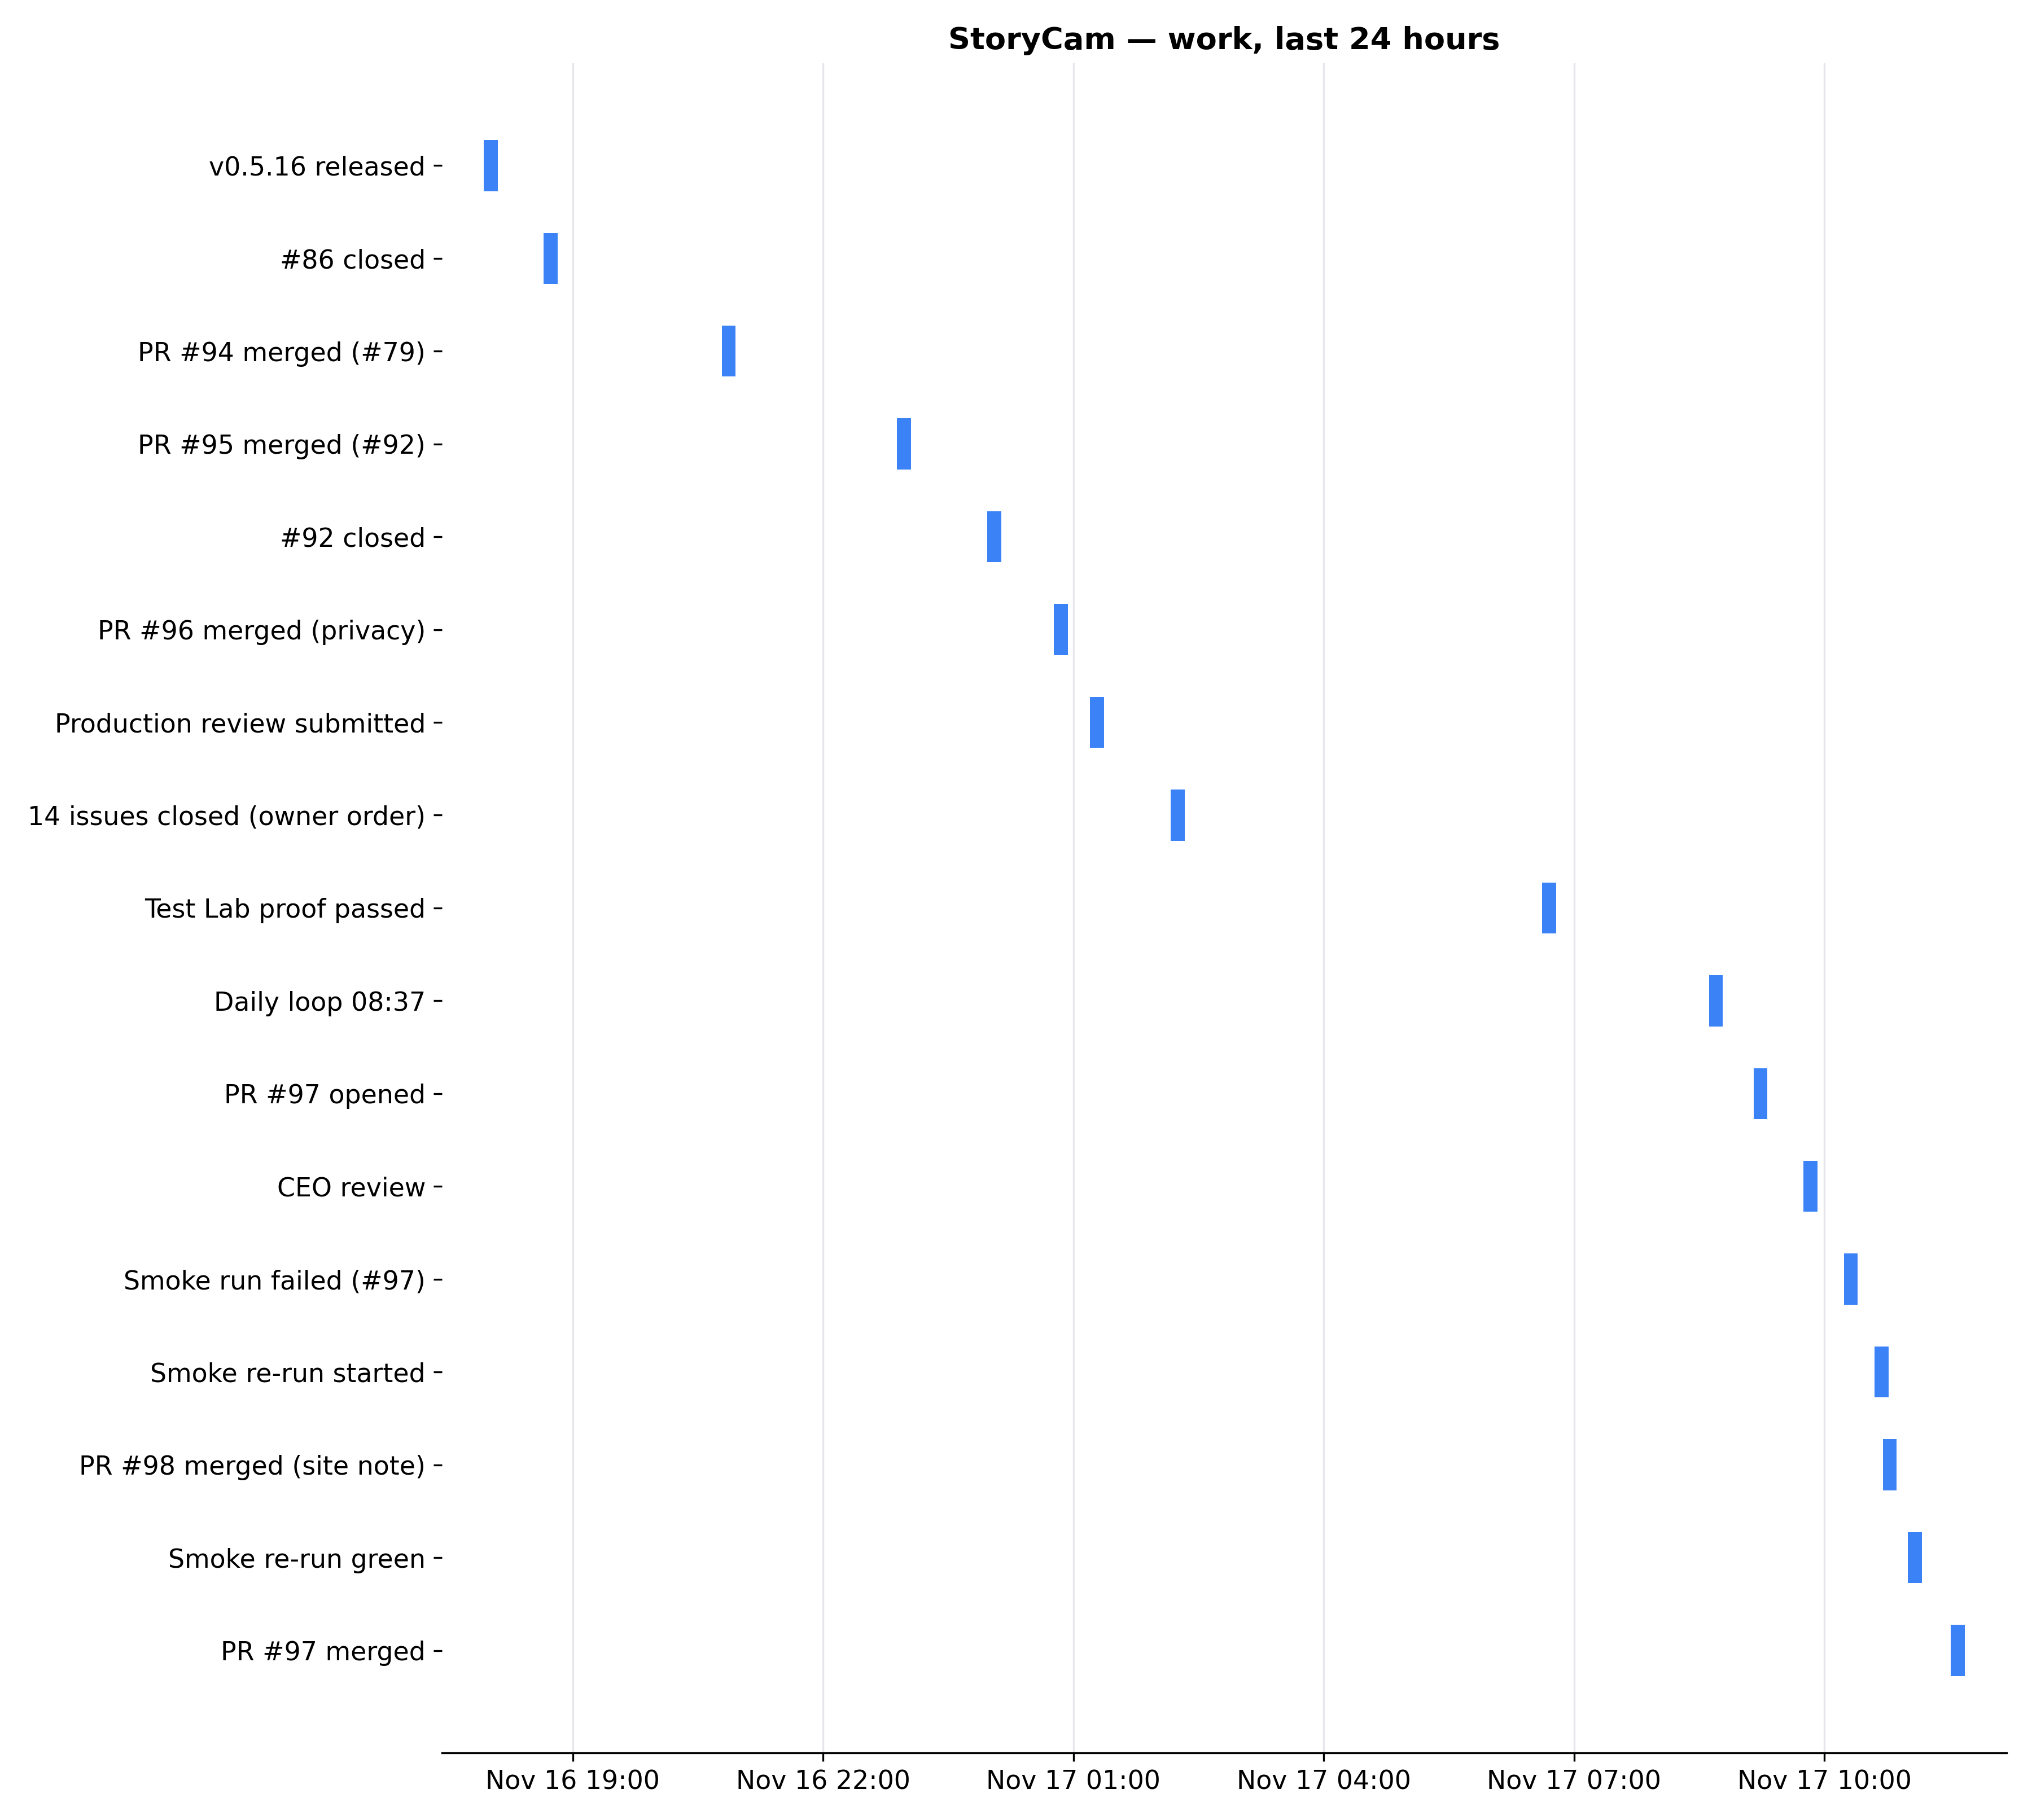 StoryCam — work, last 24 hours
v0.5.16 released
#86 closed
PR #94 merged (#79)
PR #95 merged (#92)
#92 closed
PR #96 merged (privacy)
Production review submitted
14 issues closed (owner order)
Test Lab proof passed
Daily loop 08:37
PR #97 opened
CEO review
Smoke run failed (#97)
Smoke re-run started
PR #98 merged (site note)
Smoke re-run green
PR #97 merged
Nov 16 19:00 Nov 16 22:00 Nov 17 01:00 Nov 17 04:00 Nov 17 07:00 Nov 17 10:00